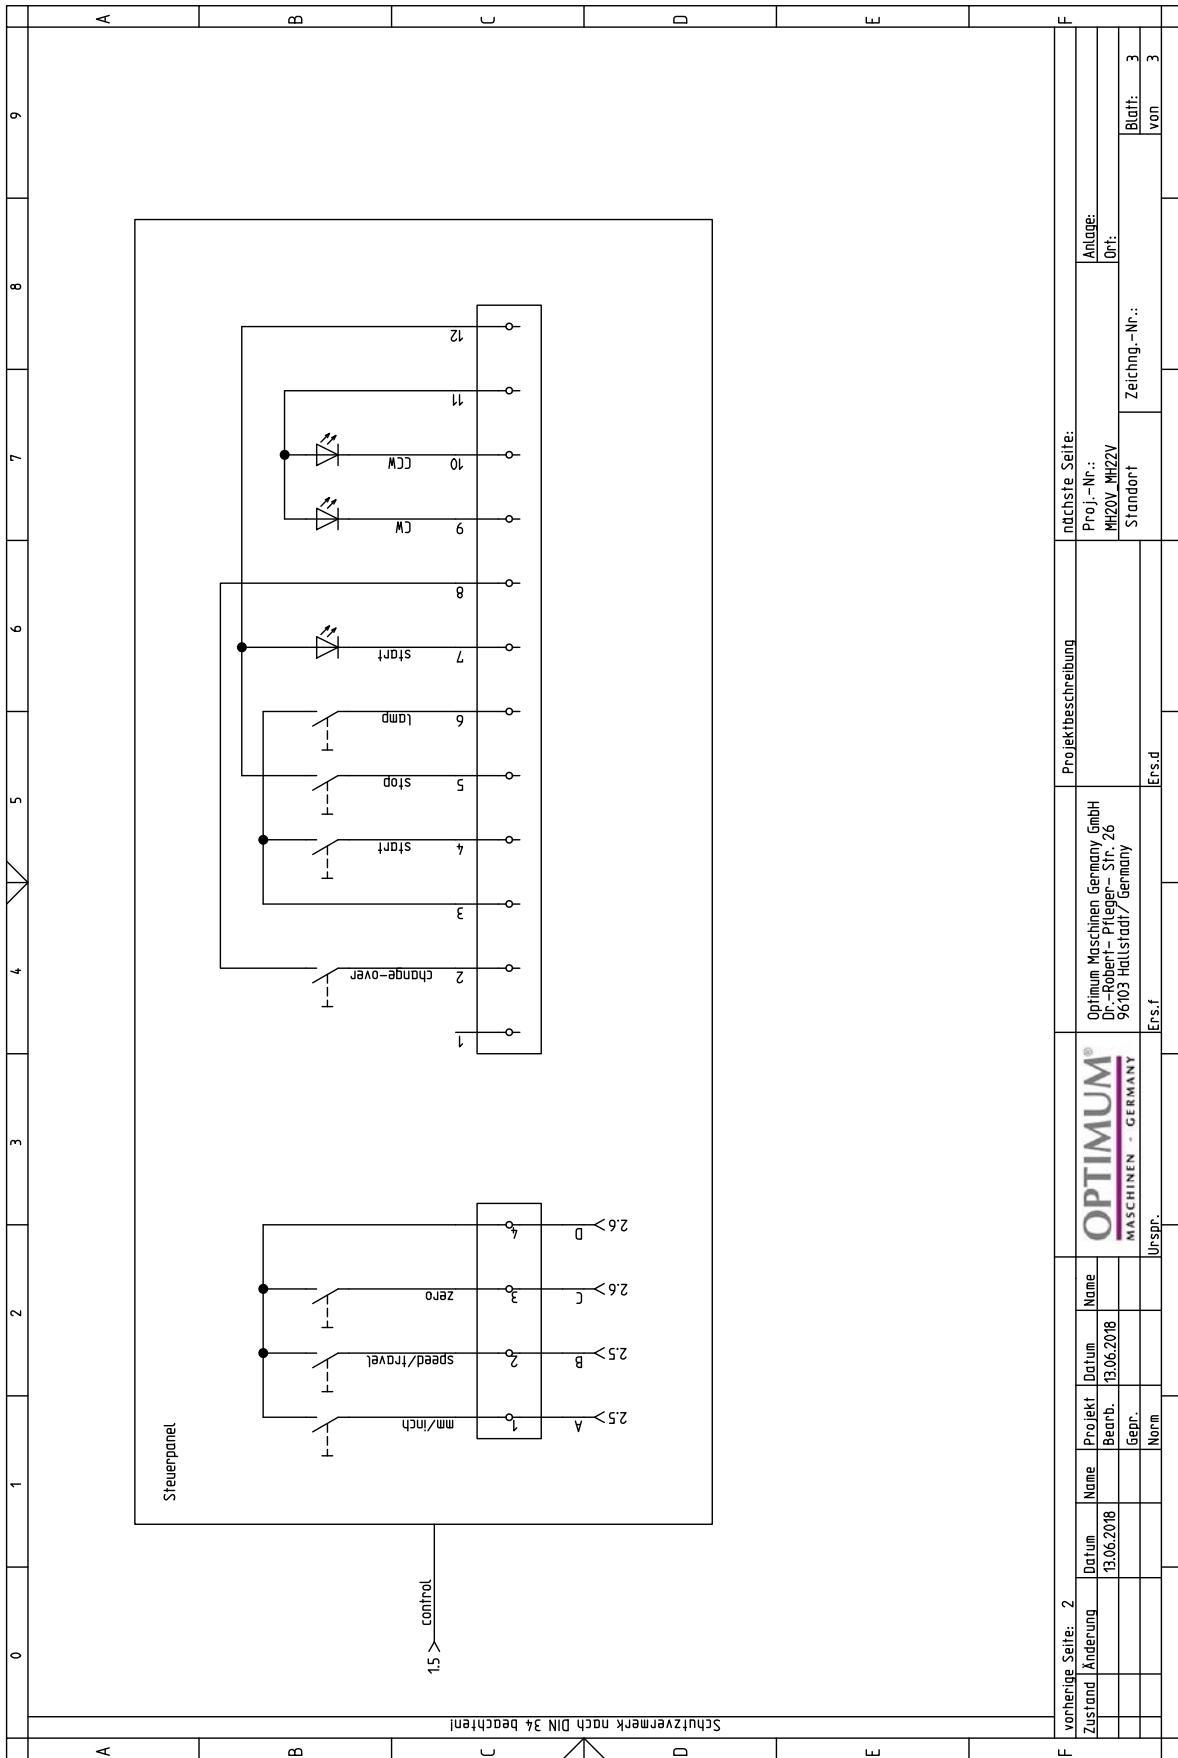 0 1 2 3 4 5 6 7 8 9
A A
B B
C C
D D
E E
F F
Schutzvermerk nach DIN 34 beachten!
Steuerpanel
1.5
control
mm/inch
speed/travel
zero
1 2 3 4
A B C D
2.5 2.5 2.6 2.6
change-over
start
stop
lamp
start
CW
CCW
1 2 3 4 5 6 7 8 9 10 11 12
vorherige Seite: 2
Zustand Änderung Datum Name
13.06.2018
Projekt Datum Name
Bearb. 13.06.2018
Gepr.
Norm
OPTIMUM®
MASCHINEN - GERMANY
Urspr.
Optimum Maschinen Germany GmbH
Dr.-Robert- Pfleger- Str. 26
96103 Hallstadt/ Germany
Ers.f
Ers.d
Projektbeschreibung
nächste Seite:
Proj.-Nr.:
MH20V_MH22V
Standort
Anlage:
Ort:
Zeichng.-Nr.:
Blatt: 3
von 3